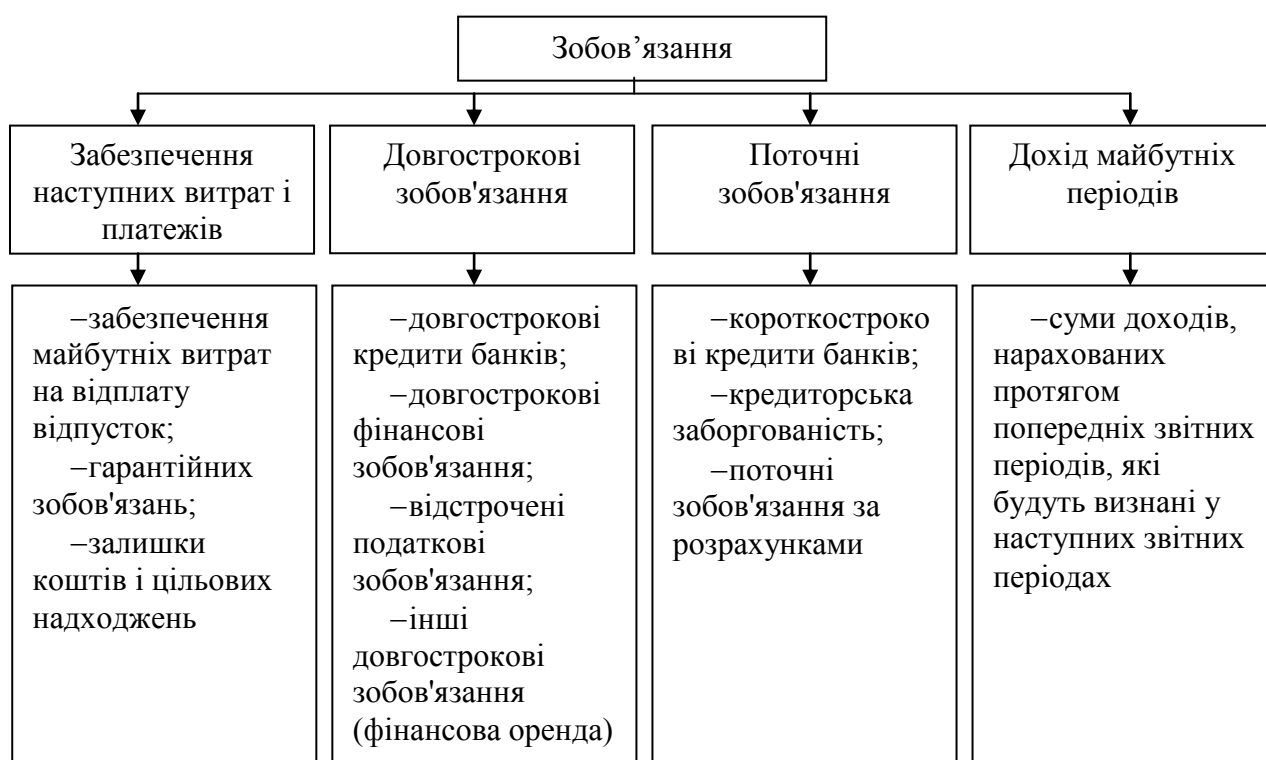 Зобов’язання
Забезпечення
наступних витрат і
платежів
Довгострокові
зобов'язання
Поточні
зобов'язання
Дохід майбутніх
періодів
–забезпечення
майбутніх витрат
на відплату
відпусток;
–гарантійних
зобов'язань;
–залишки
коштів і цільових
надходжень
–довгострокові
кредити банків;
–довгострокові
фінансові
зобов'язання;
–відстрочені
податкові
зобов'язання;
–інші
довгострокові
зобов'язання
(фінансова оренда)
–короткостроко
ві кредити банків;
–кредиторська
заборгованість;
–поточні
зобов'язання за
розрахунками
–суми доходів,
нарахованих
протягом
попередніх звітних
періодів, які
будуть визнані у
наступних звітних
періодах